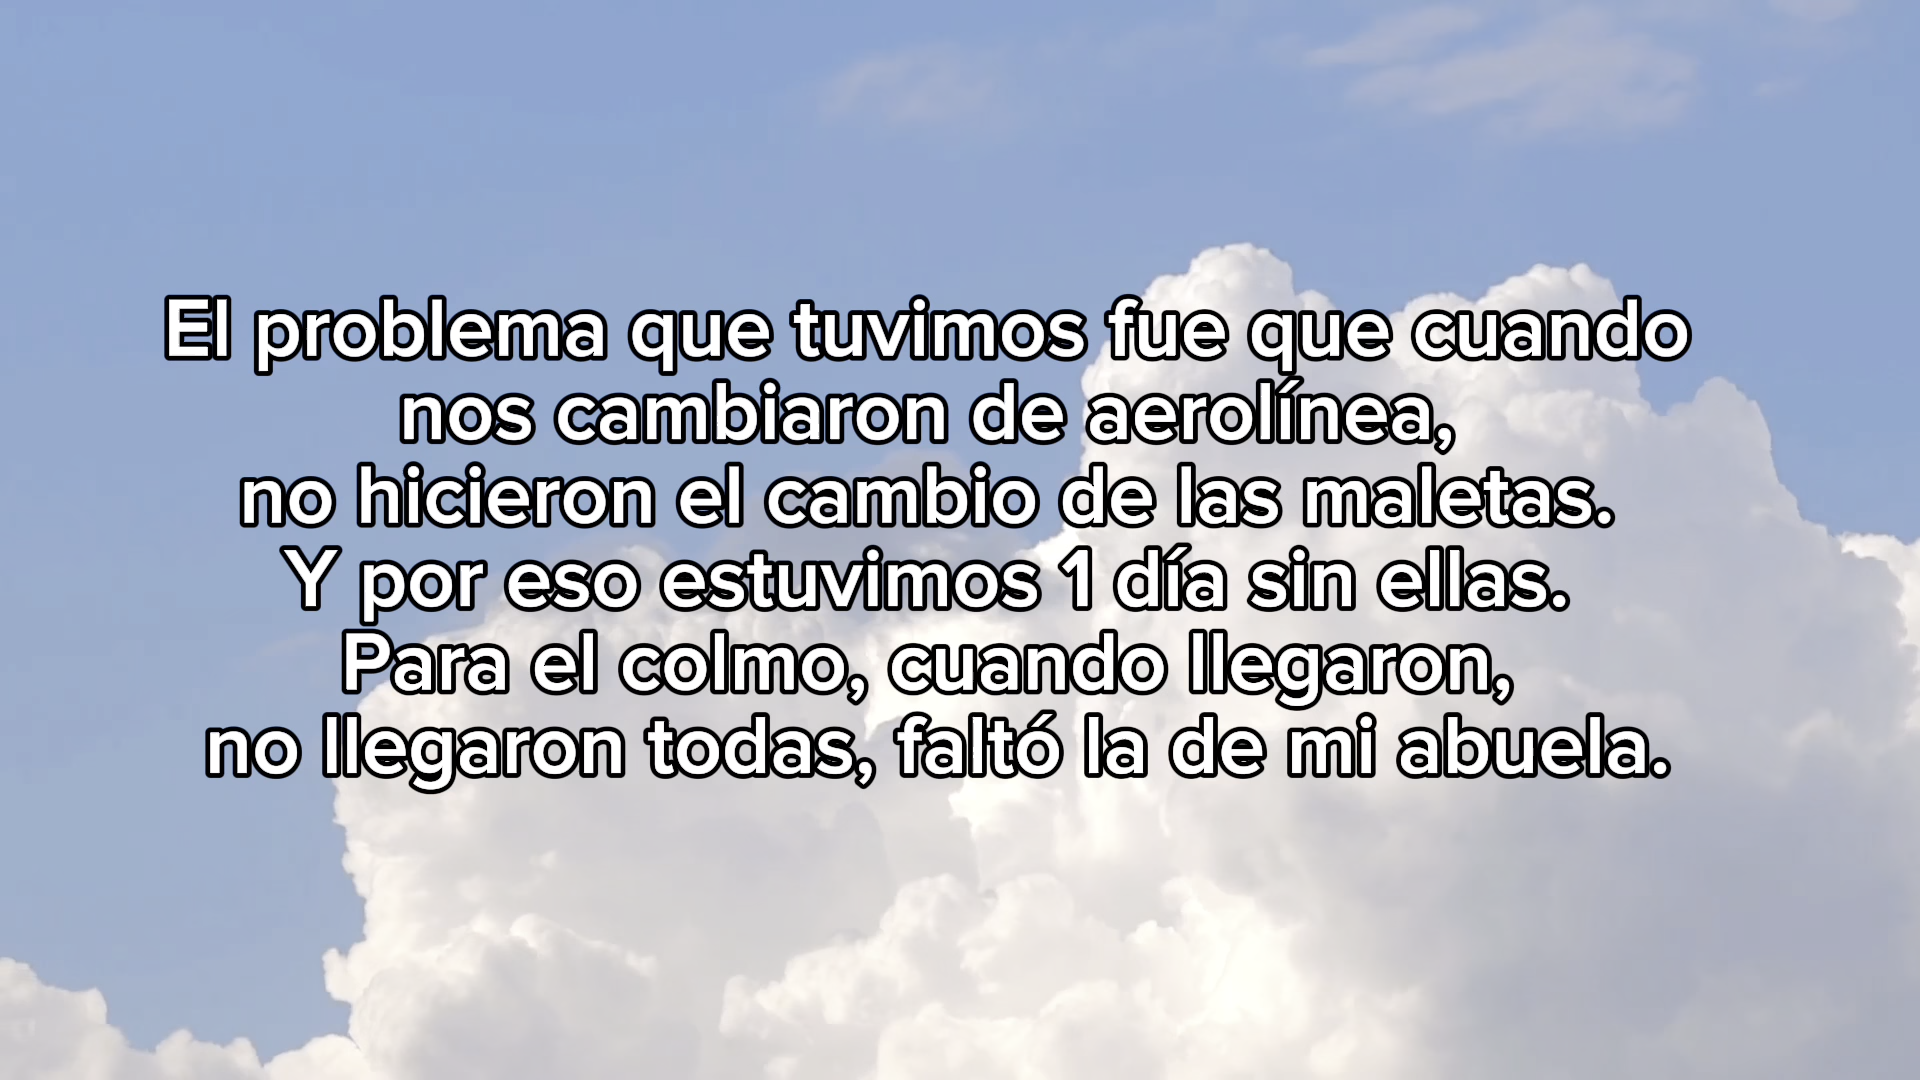 El problema que tuvimos fue que cuando
nos cambiaron de aerolínea,
no hicieron el cambio de las maletas.
Y por eso estuvimos 1 día sin ellas.
Para el colmo, cuando llegaron,
no llegaron todas, faltó la de mi abuela.